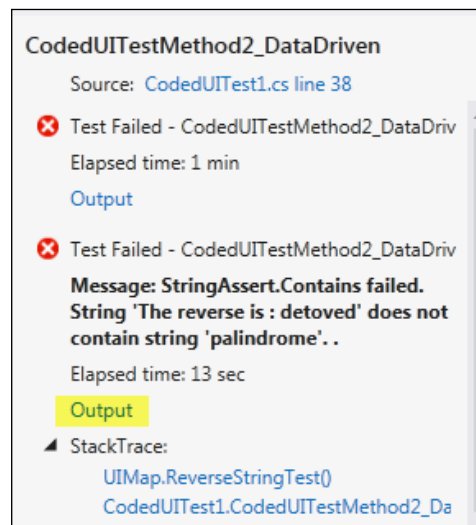 CodedUITestMethod2_DataDriven
Source: CodedUITest1.cs line 38
Test Failed - CodedUITestMethod2_DataDriv
Elapsed time: 1 min
Output
Test Failed - CodedUITestMethod2_DataDriv
Message: StringAssert.Contains failed.
String 'The reverse is : detoved' does not
contain string 'palindrome'. .
Elapsed time: 13 sec
Output
StackTrace:
UIMap.ReverseStringTest()
CodedUITest1.CodedUITestMethod2_Da